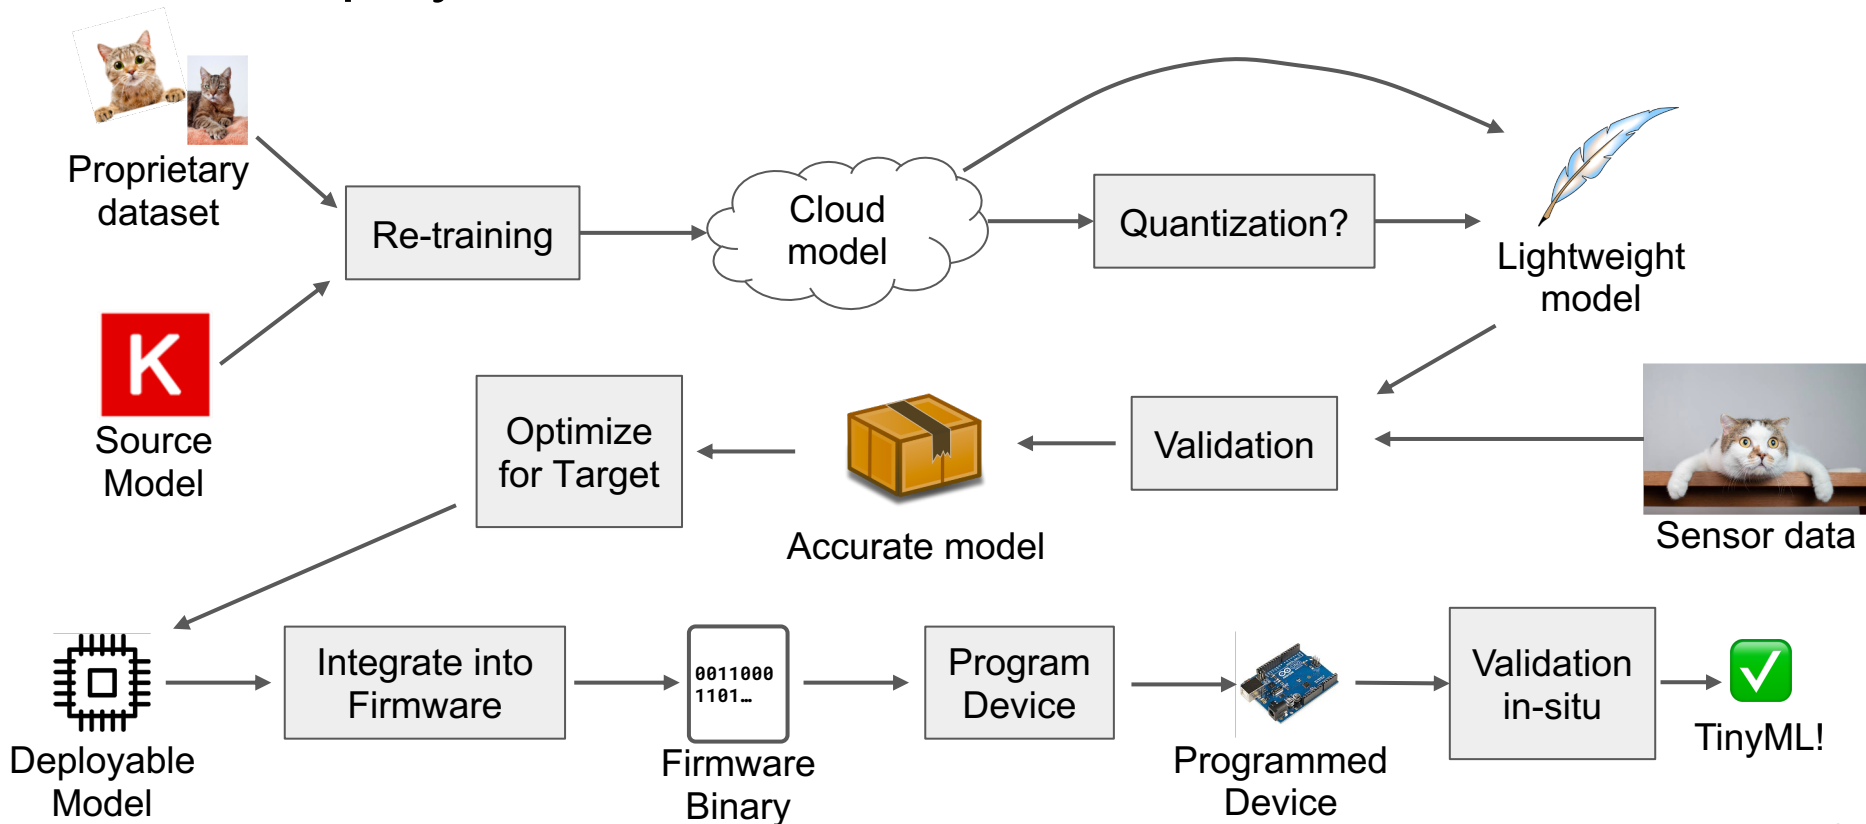 Proprietary
dataset
Re-training
Cloud
model
Quantization?
Lightweight
model
K
Source
Model
Optimize
for Target
Accurate model
Validation
Sensor data
Deployable
Model
Integrate into
Firmware
0011000
1101…
Firmware
Binary
Program
Device
Programmed
Device
Validation
in-situ
TinyML!